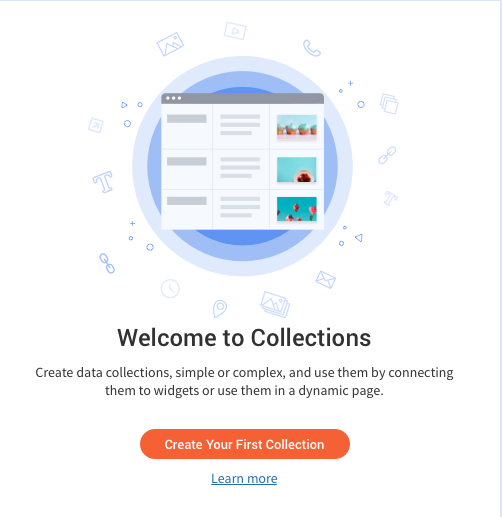 Welcome to Collections
Create data collections, simple or complex, and use them by connecting
them to widgets or use them in a dynamic page.
Create Your First Collection
Learn more